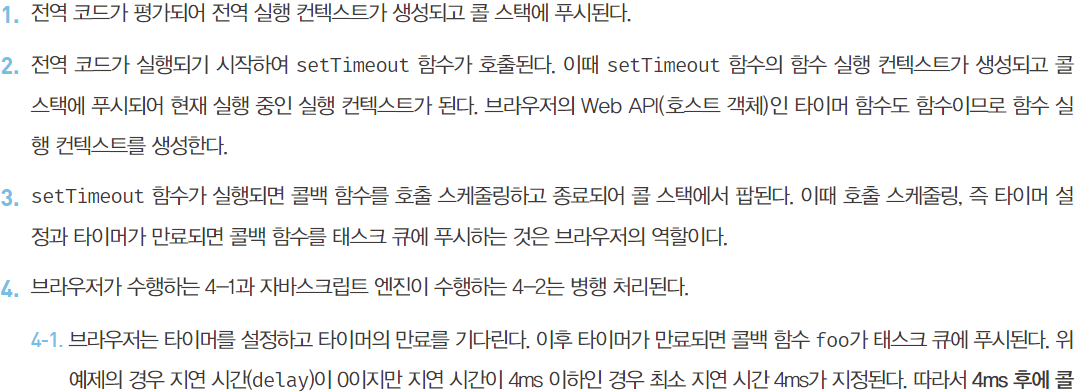 1. 전역 코드가 평가되어 전역 실행 컨텍스트가 생성되고 콜 스택에 푸시된다.
2. 전역 코드가 실행되기 시작하여 setTimeout 함수가 호출된다. 이때 setTimeout 함수의 함수 실행 컨텍스트가 생성되고 콜
스택에 푸시되어 현재 실행 중인 실행 컨텍스트가 된다. 브라우저의 Web API(호스트 객체)인 타이머 함수도 함수이므로 함수 실
행 컨텍스트를 생성한다.
3. setTimeout 함수가 실행되면 콜백 함수를 호출 스케줄링하고 종료되어 콜 스택에서 팝된다. 이때 호출 스케줄링, 즉 타이머 설
정과 타이머가 만료되면 콜백 함수를 태스크 큐에 푸시하는 것은 브라우저의 역할이다.
4. 브라우저가 수행하는 4-1과 자바스크립트 엔진이 수행하는 4-2는 병행 처리된다.
4-1. 브라우저는 타이머를 설정하고 타이머의 만료를 기다린다. 이후 타이머가 만료되면 콜백 함수 foo가 태스크 큐에 푸시된다. 위
예제의 경우 지연 시간(delay)이 0이지만 지연 시간이 4ms 이하인 경우 최소 지연 시간 4ms가 지정된다. 따라서 4ms 후에 콜